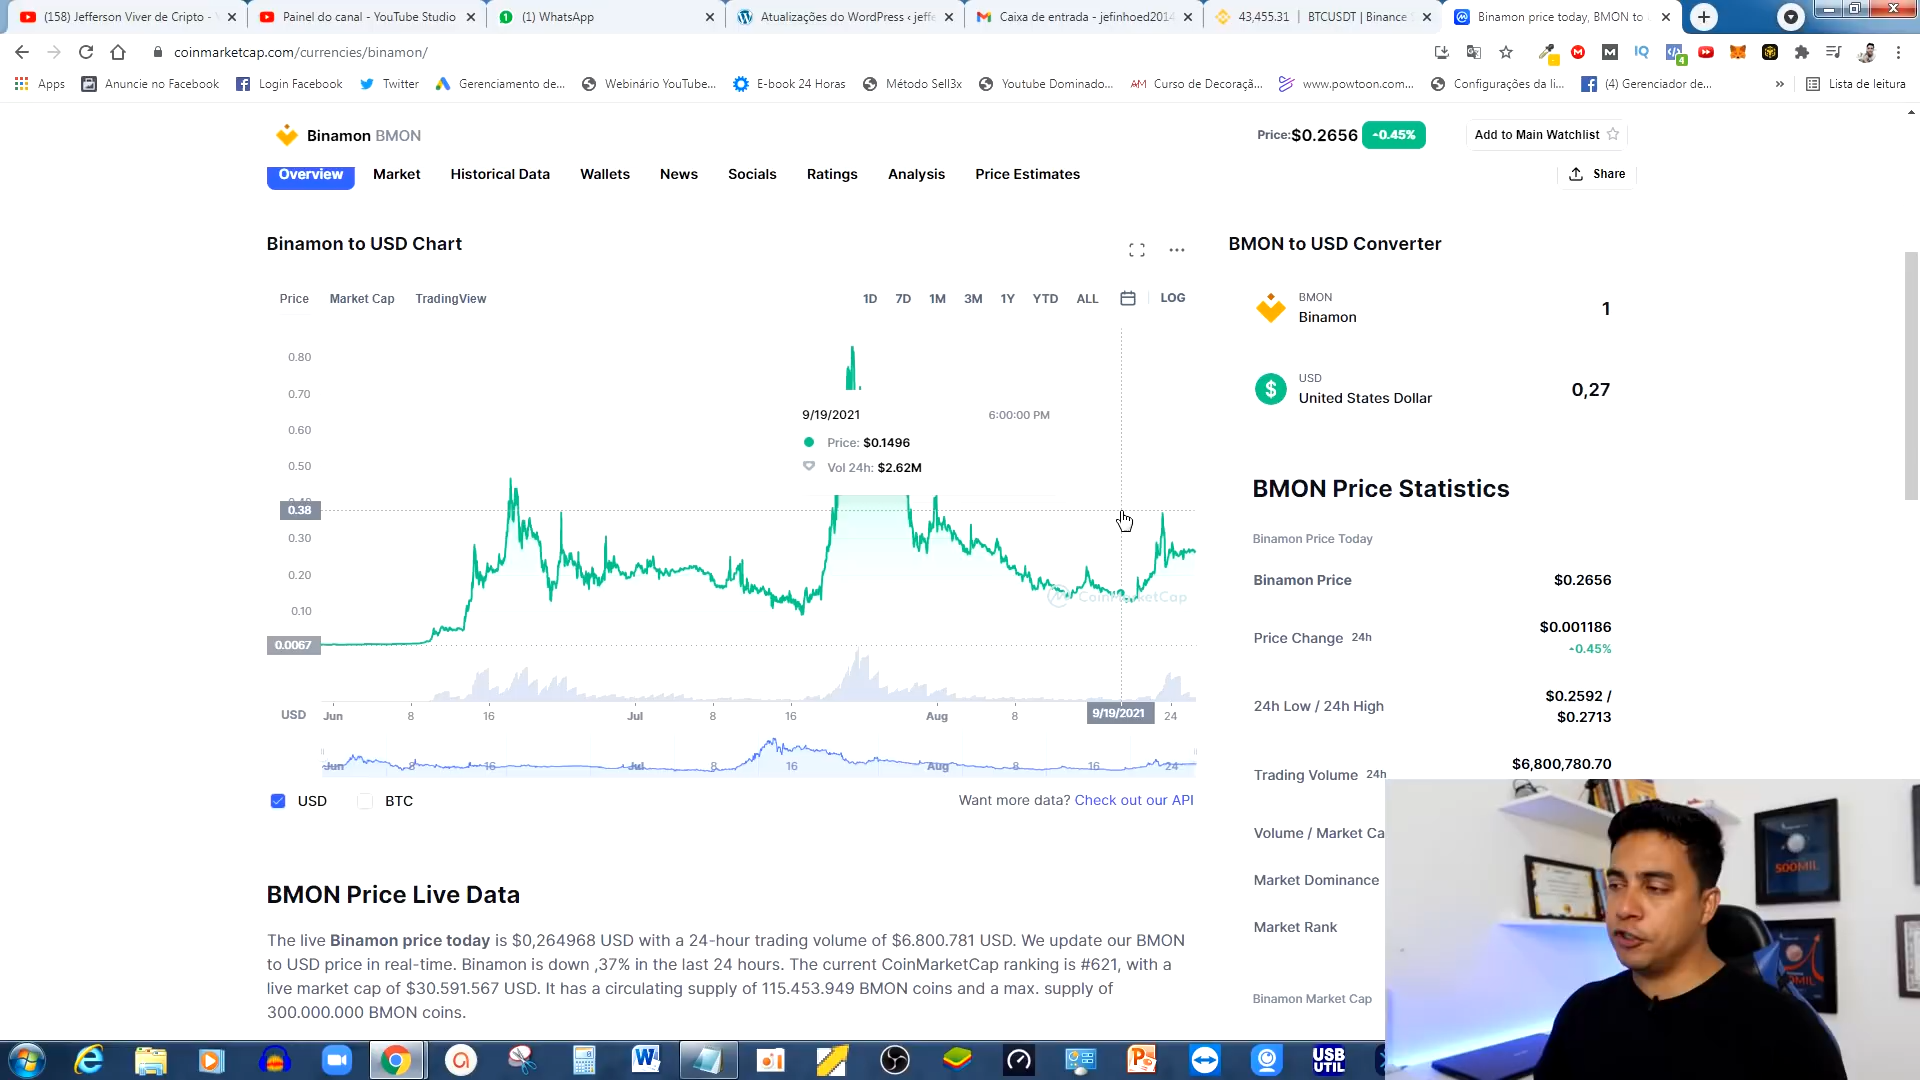 (158) Jefferson Viver de Cripto -
Painel do canal - YouTube Studio
(1) WhatsApp
Atualizações do WordPress ‹ jeffe
Caixa de entrada - jefinhoed2014
43,455.31 | BTCUSDT | Binance
Binamon price today, BMON to
coinmarketcap.com/currencies/binamon/
Apps
Anuncie no Facebook
Login Facebook
Twitter
Gerenciamento de...
Webinário YouTube...
E-book 24 Horas
Método Sell3x
Youtube Dominado...
AM Curso de Decoraçã...
www.powtoon.com...
Configurações da li...
(4) Gerenciador de...
»
Lista de leitura
Binamon BMON
Price:$0.2656
0.45%
Add to Main Watchlist
Overview
Market
Historical Data
Wallets
News
Socials
Ratings
Analysis
Price Estimates
Share
Binamon to USD Chart
Price
Market Cap
TradingView
1D
7D
1M
3M
1Y
YTD
ALL
LOG
0.80
0.70
0.60
0.50
0.38
0.30
0.20
0.10
0.0067
9/19/2021
6:00:00 PM
Price: $0.1496
Vol 24h: $2.62M
CoinMarketCap
USD
Jun
8
16
Jul
8
16
Aug
8
9/19/2021
24
Jun
8
16
Jul
8
16
Aug
8
16
24
USD
BTC
Want more data? Check out our API
BMON Price Live Data
The live Binamon price today is $0,264968 USD with a 24-hour trading volume of $6.800.781 USD. We update our BMON
to USD price in real-time. Binamon is down ,37% in the last 24 hours. The current CoinMarketCap ranking is #621, with a
live market cap of $30.591.567 USD. It has a circulating supply of 115.453.949 BMON coins and a max. supply of
300.000.000 BMON coins.
BMON to USD Converter
BMON
Binamon
1
USD
United States Dollar
0,27
BMON Price Statistics
Binamon Price Today
Binamon Price
$0.2656
Price Change 24h
$0.001186
0.45%
24h Low / 24h High
$0.2592 /
$0.2713
Trading Volume 24h
$6,800,780.70
Volume / Market Ca
Market Dominance
Market Rank
Binamon Market Cap
SOOMIL
USB
UTIL